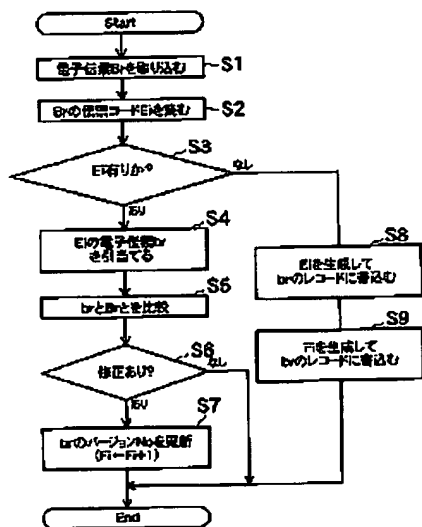 Start
電子伝票Brを取り込む
S1
Brの伝票コードEiを読む
S2
S3
Ei有りか?
なし
あり
S4
Eiの電子伝票br
を引当てる
S5
brとBrとを比較
S6
修正あり?
なし
あり
S7
brのバージョンNoを更新
(Fi←Fi+1)
S8
Eiを生成して
brのレコードに書込む
S9
Fiを生成して
brのレコードに書込む
End